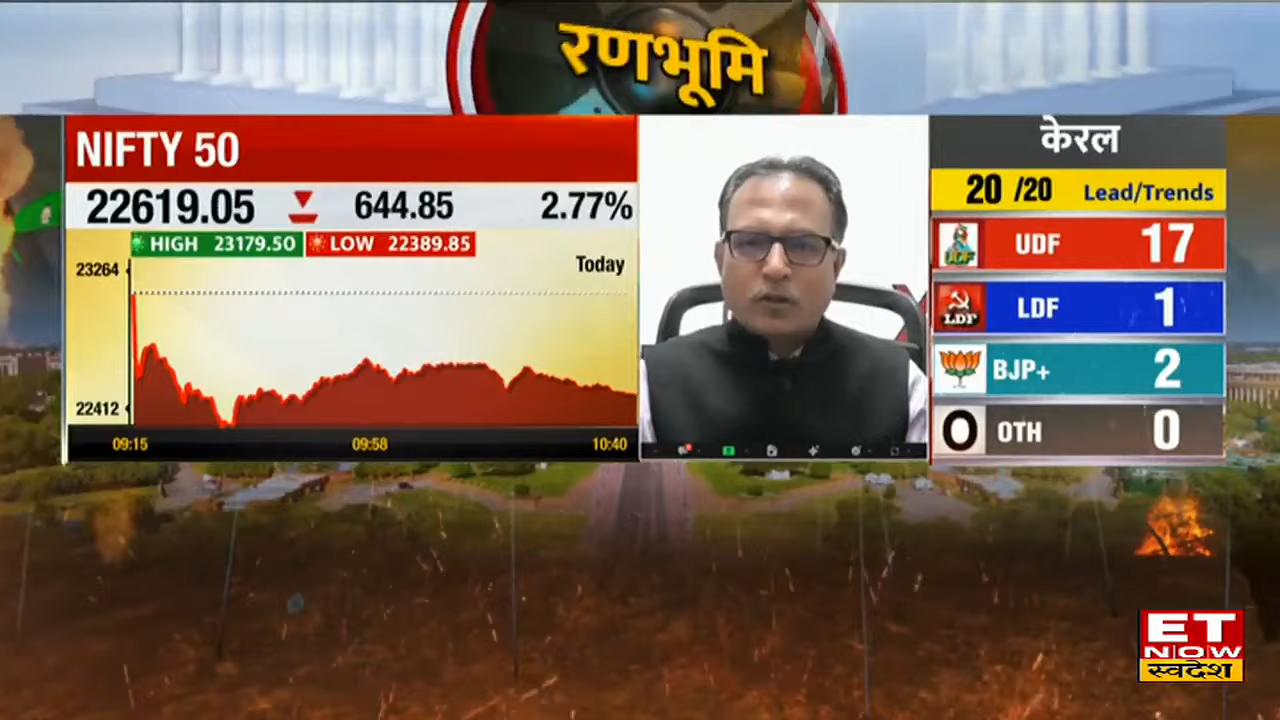 रणभूमि
NIFTY 50
22619.05 644.85 2.77%
HIGH 23179.50 LOW 22389.85
Today
23264
22412
09:15 09:58 10:40
केरल
20 /20 Lead/Trends
UDF UDF 17
LDF LDF 1
BJP+ 2
O OTH 0
ET
NOW
स्वदेश